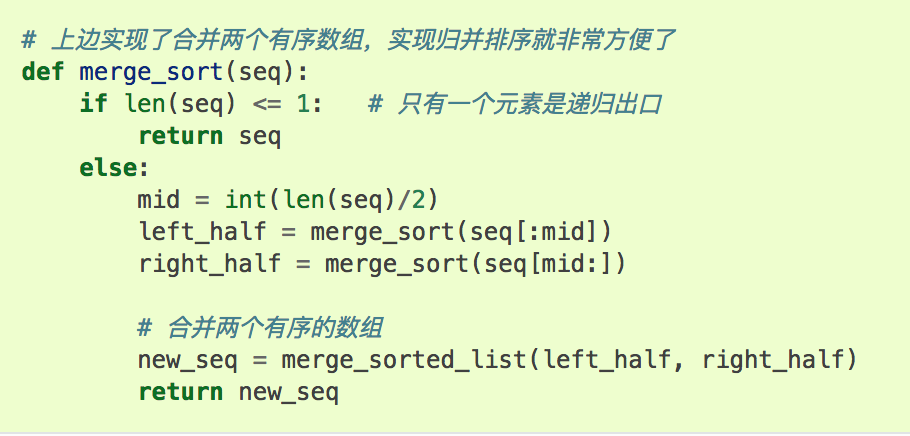 # 上边实现了合并两个有序数组，实现归并排序就非常方便了
def merge_sort(seq):
    if len(seq) <= 1:   # 只有一个元素是递归出口
        return seq
    else:
        mid = int(len(seq)/2)
        left_half = merge_sort(seq[:mid])
        right_half = merge_sort(seq[mid:])

        # 合并两个有序的数组
        new_seq = merge_sorted_list(left_half, right_half)
        return new_seq